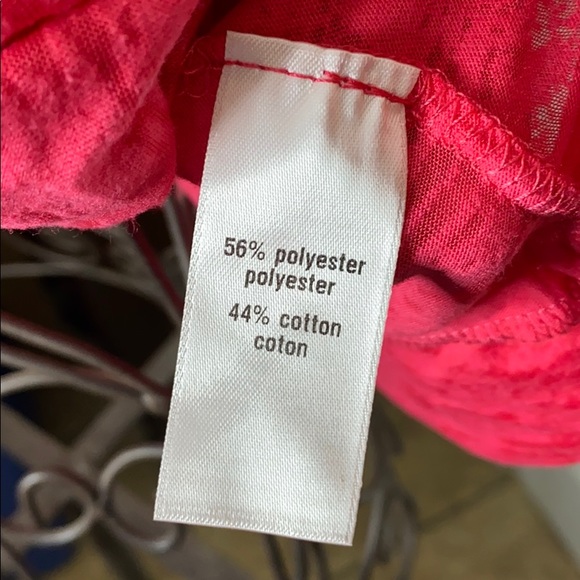 56% polyester
polyester
44% cotton
coton